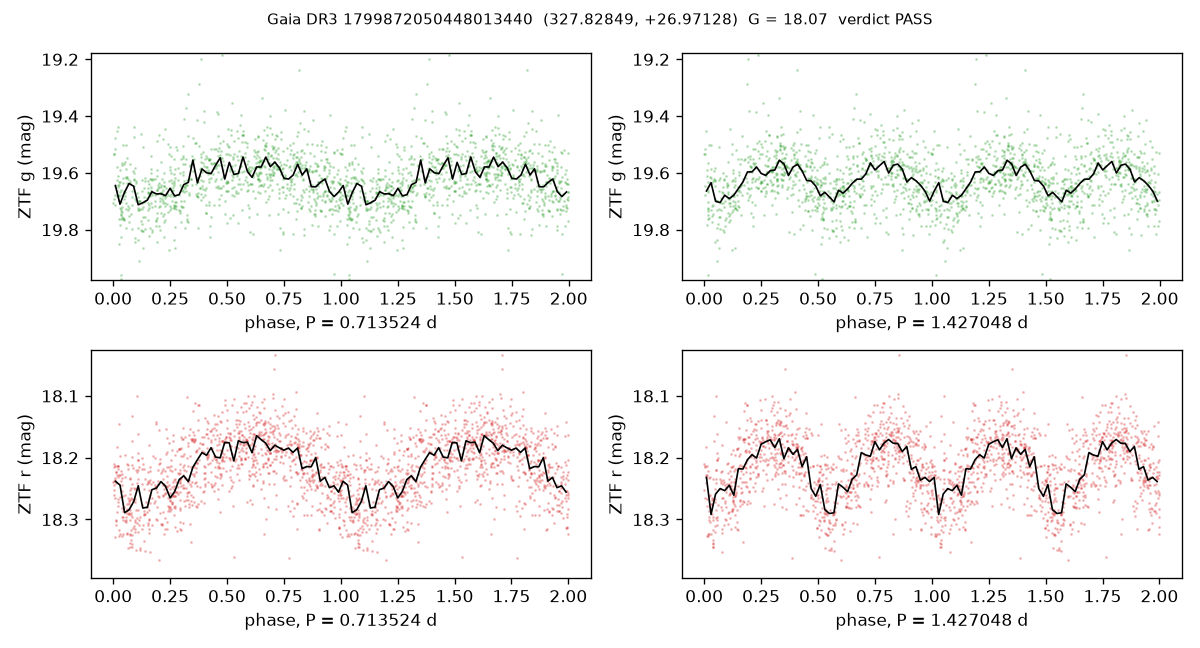 Gaia DR3 1799872050448013440  (327.82849, +26.97128)  G = 18.07  verdict PASS
ZTF g (mag)
19.2
19.4
19.6
19.8
0.00 0.25 0.50 0.75 1.00 1.25 1.50 1.75 2.00
phase, P = 0.713524 d
ZTF g (mag)
19.2
19.4
19.6
19.8
0.00 0.25 0.50 0.75 1.00 1.25 1.50 1.75 2.00
phase, P = 1.427048 d
ZTF r (mag)
18.1
18.2
18.3
0.00 0.25 0.50 0.75 1.00 1.25 1.50 1.75 2.00
phase, P = 0.713524 d
ZTF r (mag)
18.1
18.2
18.3
0.00 0.25 0.50 0.75 1.00 1.25 1.50 1.75 2.00
phase, P = 1.427048 d